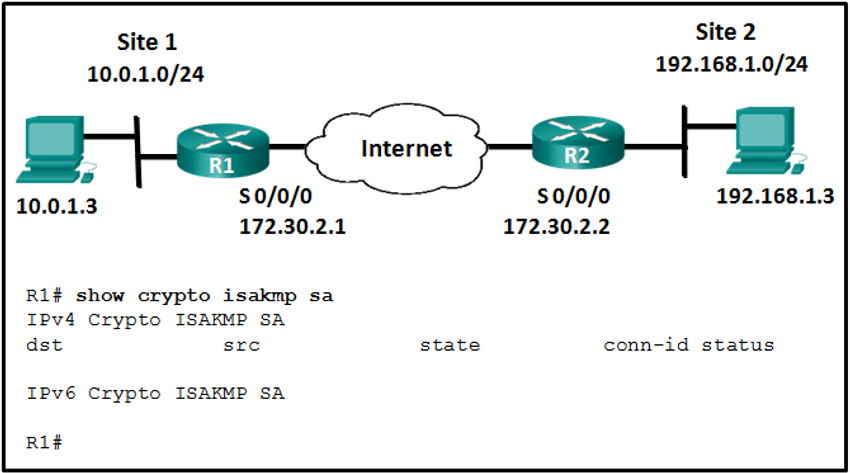 Site 1
10.0.1.0/24
Site 2
192.168.1.0/24
R1
Internet
R2
10.0.1.3
S 0/0/0
172.30.2.1
S 0/0/0
172.30.2.2
192.168.1.3
R1# show crypto isakmp sa
IPv4 Crypto ISAKMP SA
dst src state conn-id status
IPv6 Crypto ISAKMP SA
R1#